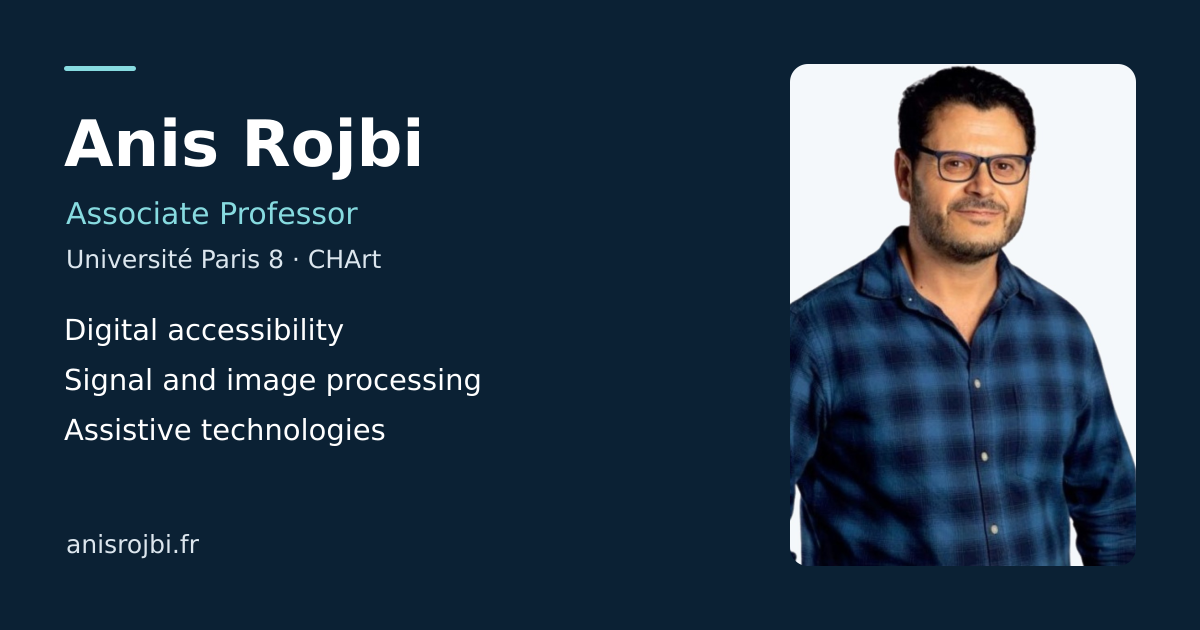 Anis Rojbi
Associate Professor
Université Paris 8 · CHArt
Digital accessibility
Signal and image processing
Assistive technologies
anisrojbi.fr